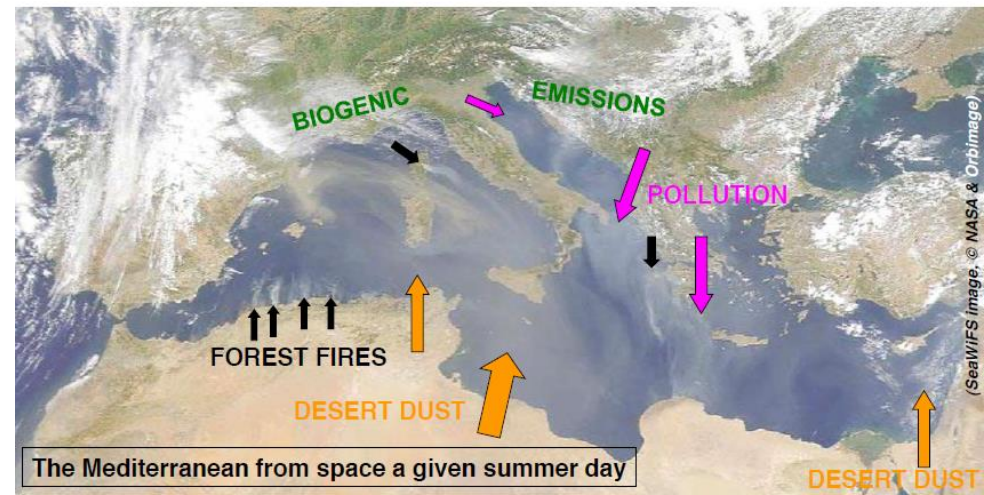 BIOGENIC
EMISSIONS
POLLUTION
FOREST FIRES
DESERT DUST
The Mediterranean from space a given summer day
DESERT DUST
(SeaWiFS image, © NASA & Orbimage)